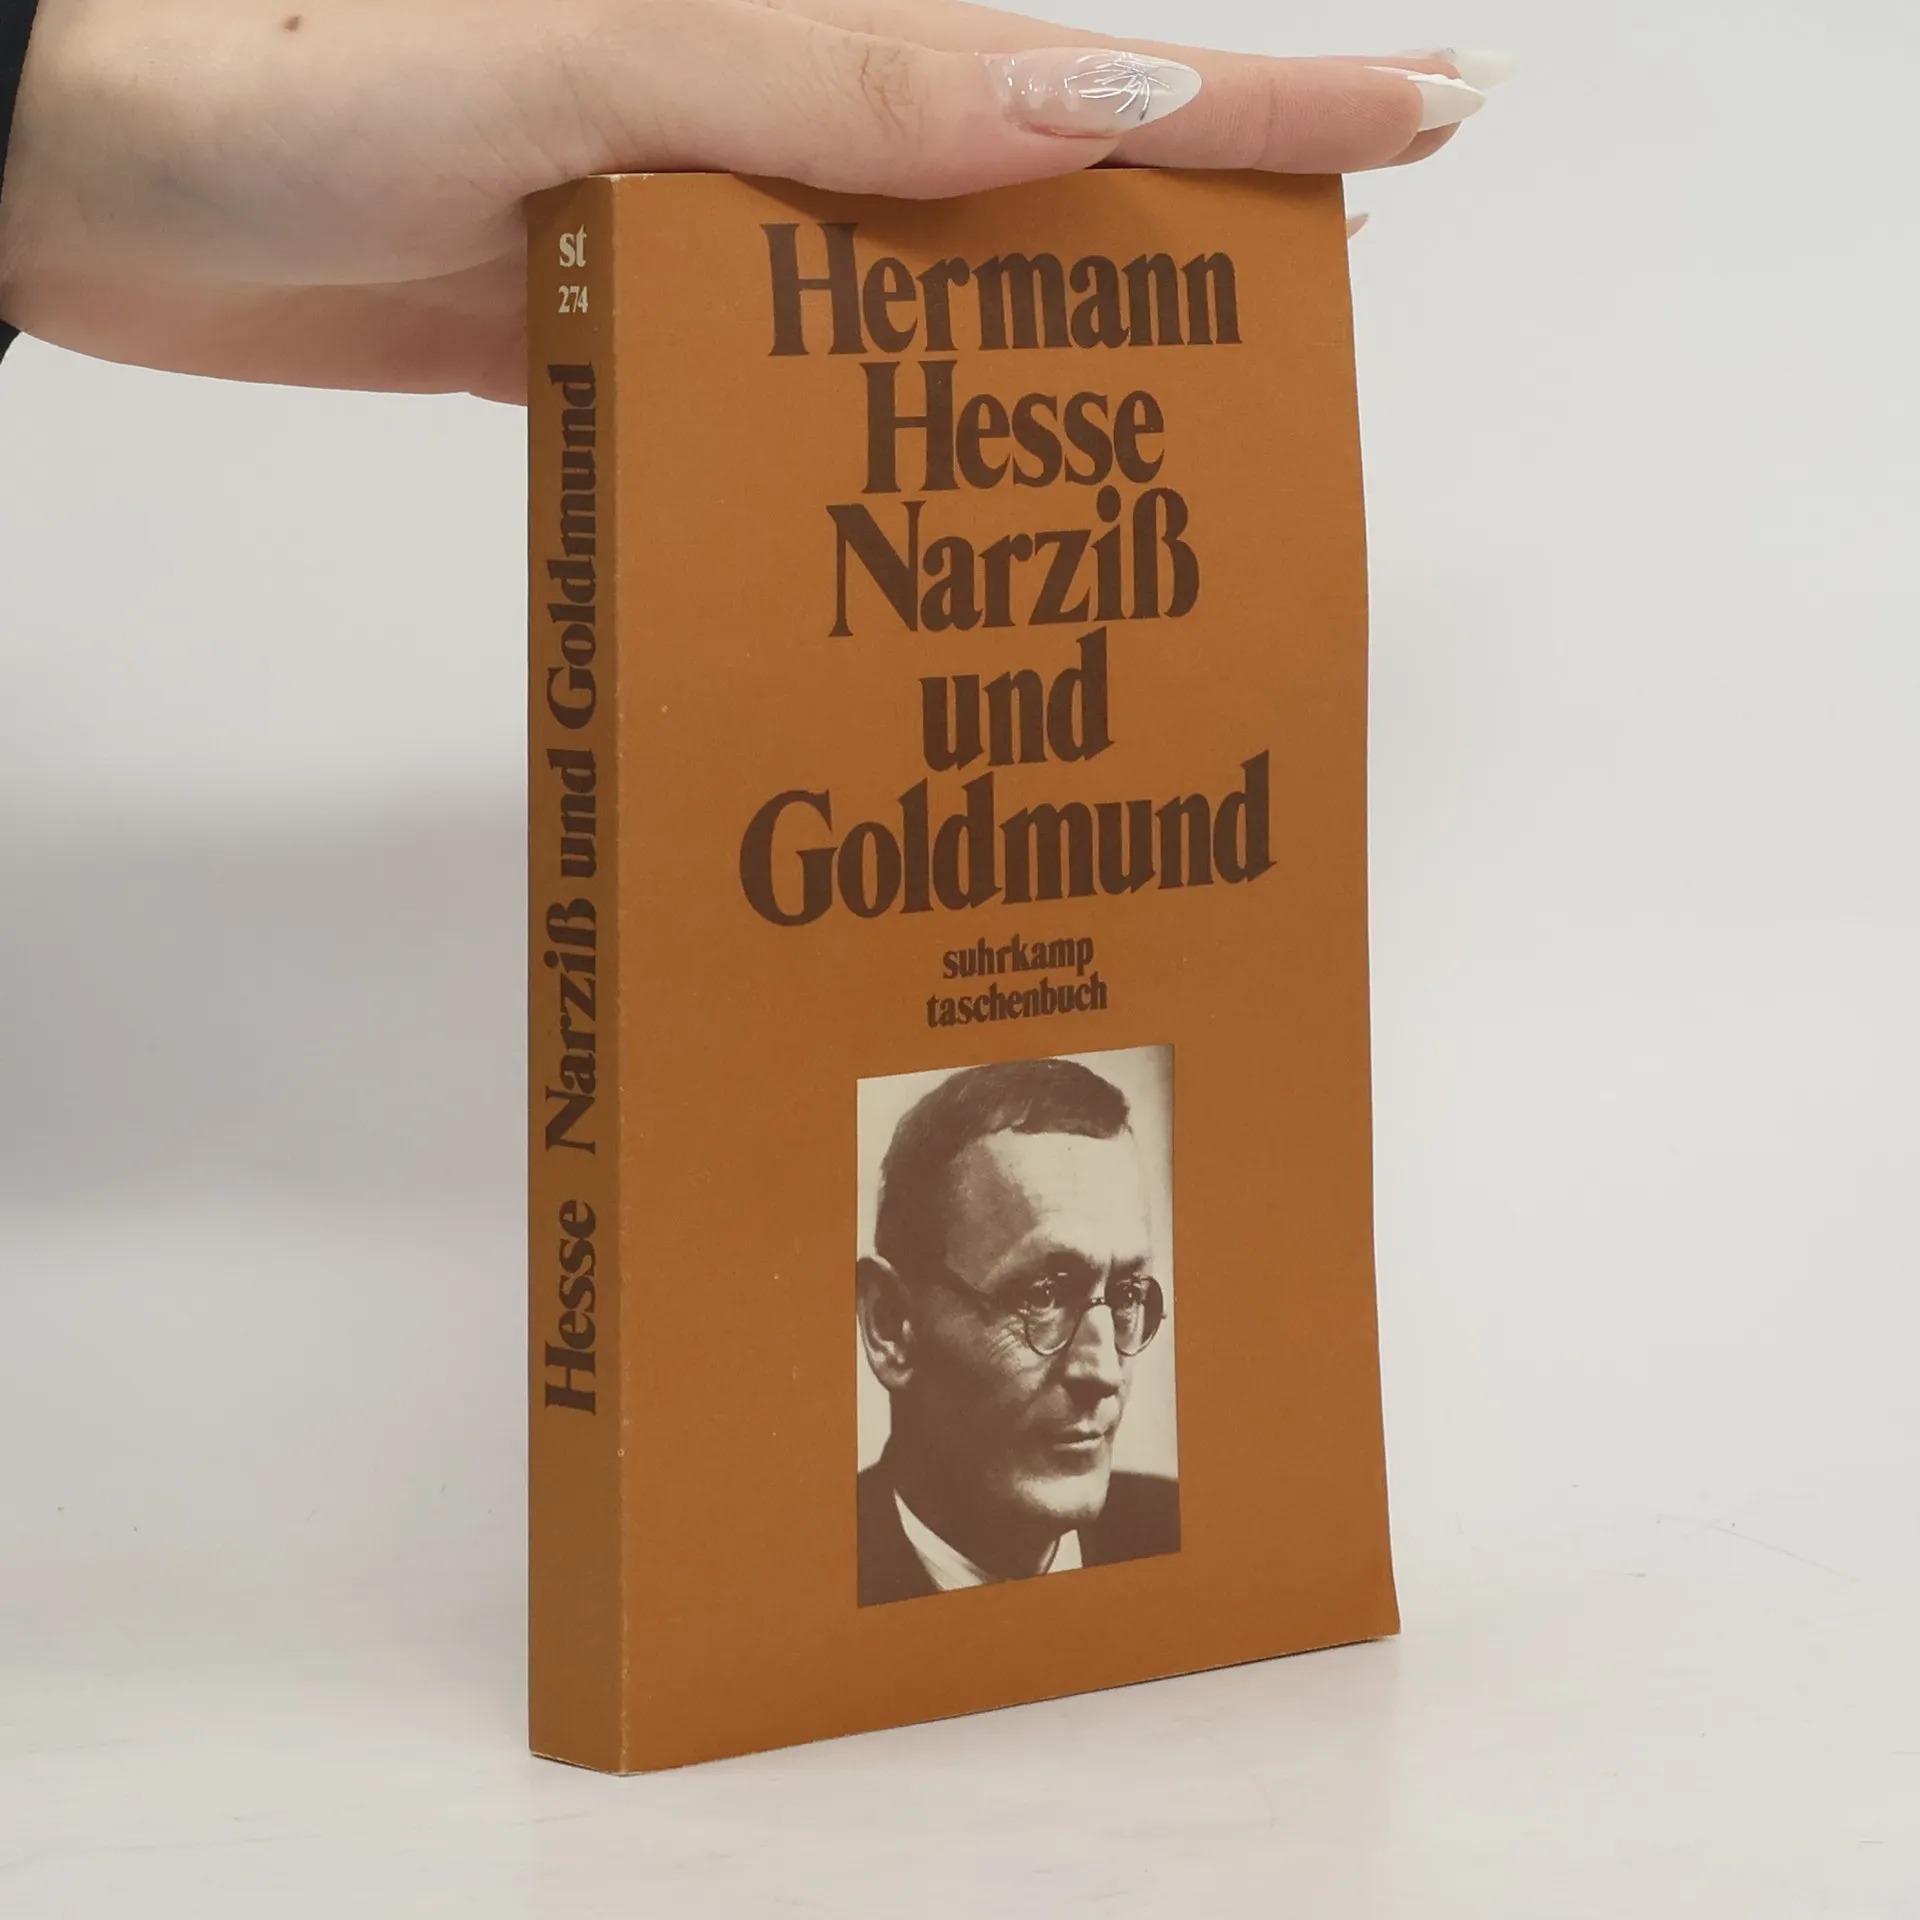 st
274
Hesse Narziß und Goldmund
Hermann
Hesse
Narziß
und
Goldmund
suhrkamp
taschenbuch